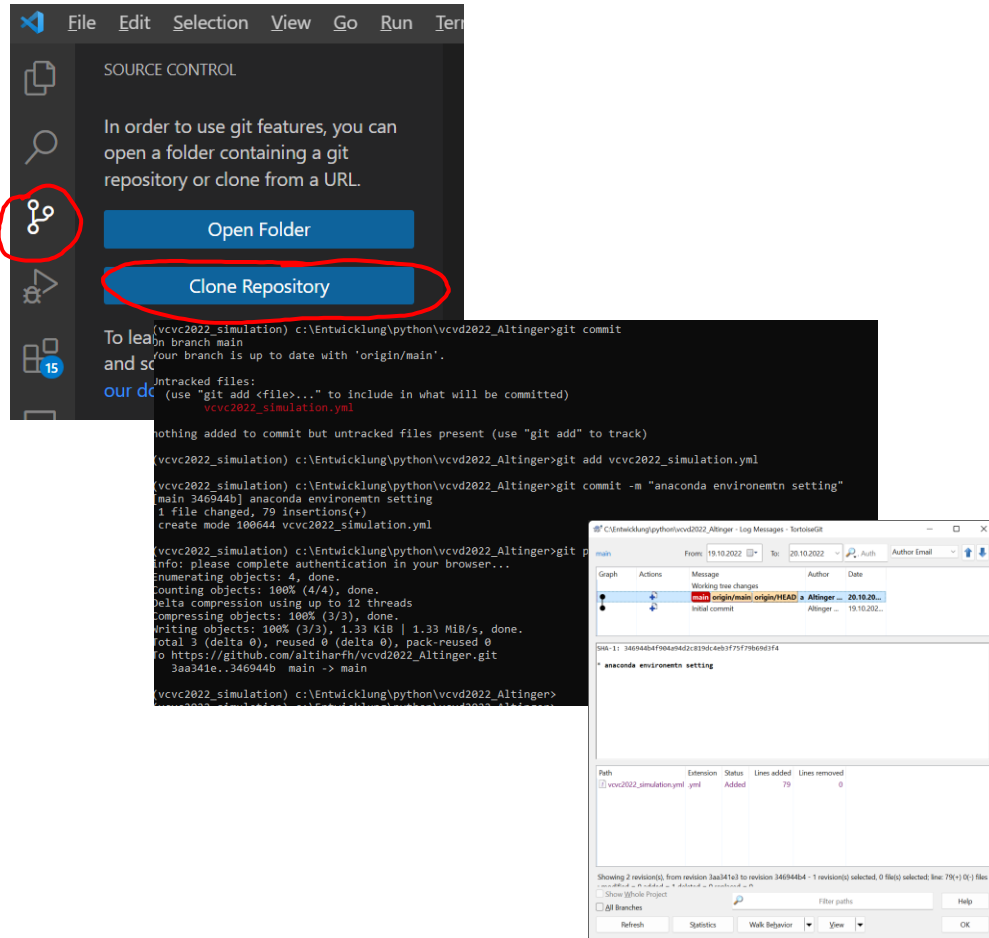 File Edit Selection View Go Run
SOURCE CONTROL
In order to use git features, you can
open a folder containing a git
repository or clone from a URL.
Open Folder
Clone Repository
To
and
our
15
(vcvc2022_simulation) c:\Entwicklung\python\vcvd2022_Altinger>git commit
On branch main
Your branch is up to date with 'origin/main'.
Untracked files:
(use "git add <file>..." to include in what will be committed)
vcvc2022_simulation.yml
nothing added to commit but untracked files present (use "git add" to track)
(vcvc2022_simulation) c:\Entwicklung\python\vcvd2022_Altinger>git add vcvc2022_simulation.yml
(vcvc2022_simulation) c:\Entwicklung\python\vcvd2022_Altinger>git commit -m "anaconda environemtn setting"
[main 346944b] anaconda environemtn setting
1 file changed, 79 insertions(+)
create mode 100644 vcvc2022_simulation.yml
(vcvc2022_simulation) c:\Entwicklung\python\vcvd2022_Altinger>git p
info: please complete authentication in your browser...
Enumerating objects: 4, done.
Counting objects: 100% (4/4), done.
Delta compression using up to 12 threads
Compressing objects: 100% (3/3), done.
Writing objects: 100% (3/3), 1.33 KiB | 1.33 MiB/s, done.
Total 3 (delta 0), reused 0 (delta 0), pack-reused 0
To https://github.com/altiharfh/vcvd2022_Altinger.git
3aa341e..346944b main -> main
(vcvc2022_simulation) c:\Entwicklung\python\vcvd2022_Altinger>
C:\Entwicklung\python\vcvd2022_Altinger - Log Messages - TortoiseGit
main From: 19.10.2022 To: 20.10.2022 Auth Author Email
Graph Actions Message Author Date
Working tree changes
main origin/main origin/HEAD a Altinger ... 20.10.20...
Initial commit Altinger ... 19.10.202...
SHA-1: 346944b4f904a94d2c819dc4eb3f75f79b69d3f4
* anaconda environemtn setting
Path Extension Status Lines added Lines removed
vcvc2022_simulation.yml .yml Added 79 0
Showing 2 revision(s), from revision 3aa341e3 to revision 346944b4 - 1 revision(s) selected, 0 file(s) selected; line: 79(+) 0(-) files
Show Whole Project
All Branches
Filter paths
Help
Refresh Statistics Walk Behavior View OK